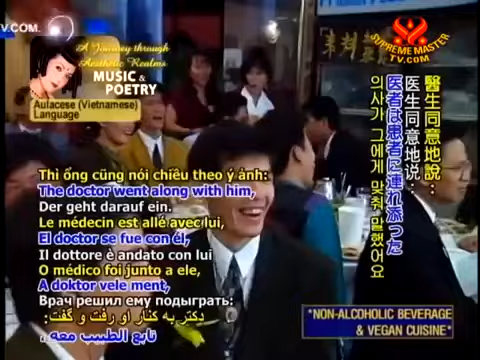 TV.COM.
A Journey through
Aesthetic Realms
MUSIC &
POETRY
Aulacese (Vietnamese)
Language
SUPREME MASTER
TV.COM
Thì ổng cũng nói chiều theo ý ảnh:
The doctor went along with him,
Der geht darauf ein.
Le médecin est allé avec lui,
El doctor se fue con él,
Il dottore è andato con lui
O médico foi junto a ele,
A doktor vele ment,
Врач решил ему подыграть:
دکتر به کنار او رفت و گفت:
تابع الطبيب معه ,
醫生同意地說:
医生同意地说:
医者は患者に連れ添った
의사가 그에게 맞춰 말했어요
*NON-ALCOHOLIC BEVERAGE
& VEGAN CUISINE*